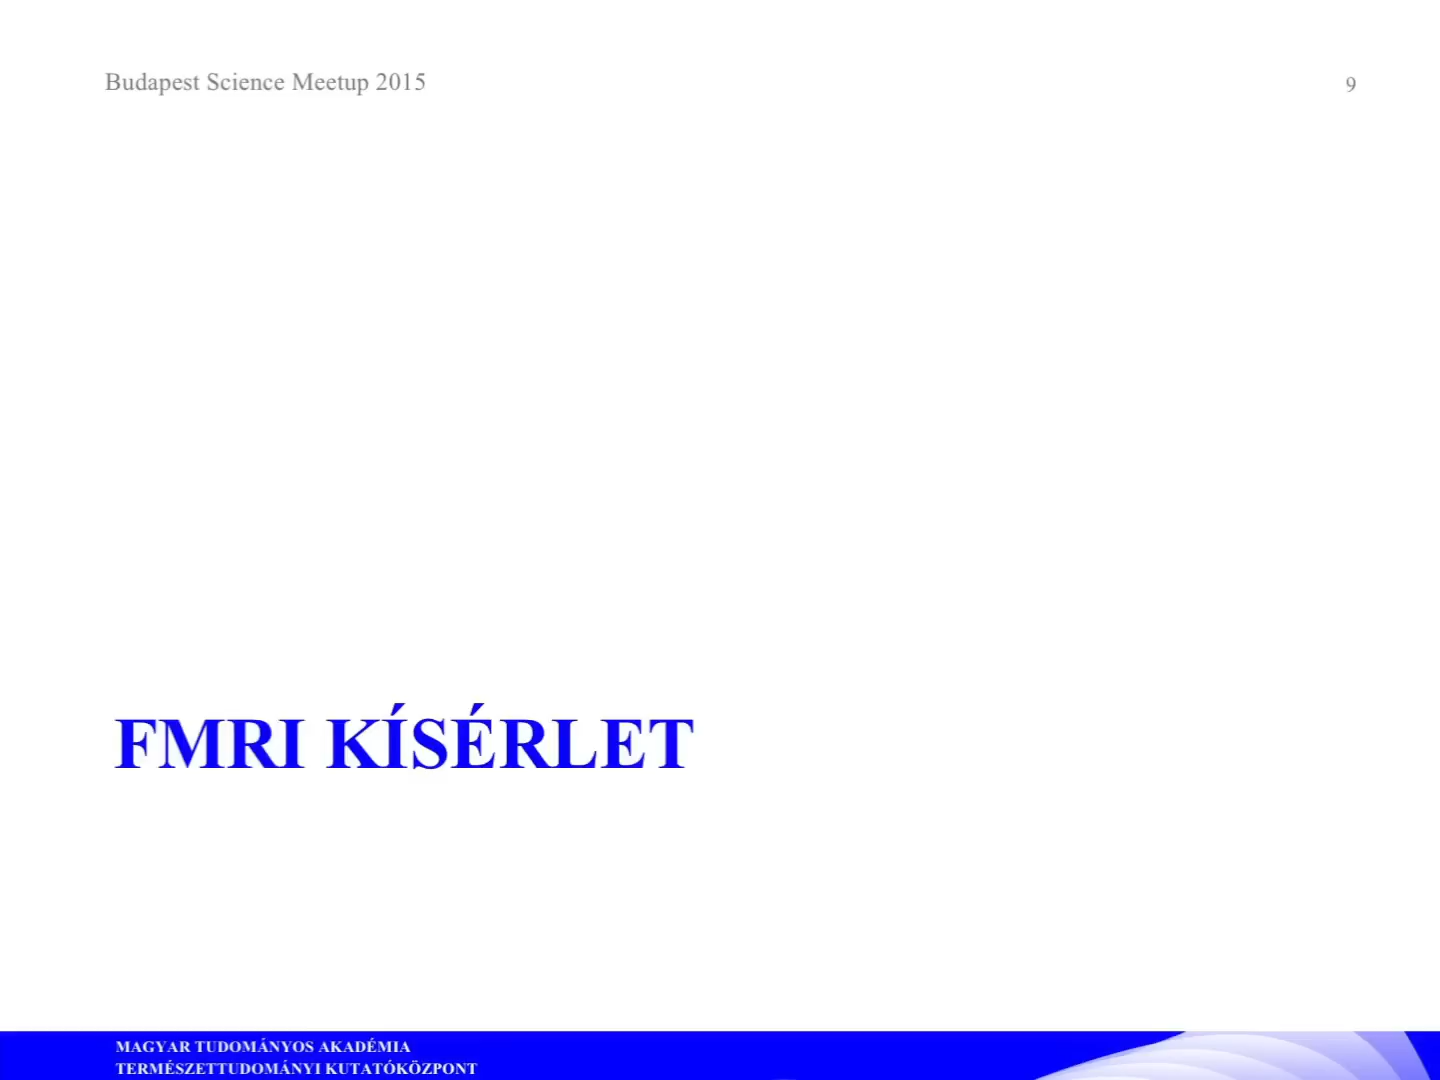 Budapest Science Meetup 2015
9
FMRI KÍSÉRLET
MAGYAR TUDOMÁNYOS AKADÉMIA
TERMÉSZETTUDOMÁNYI KUTATÓKÖZPONT